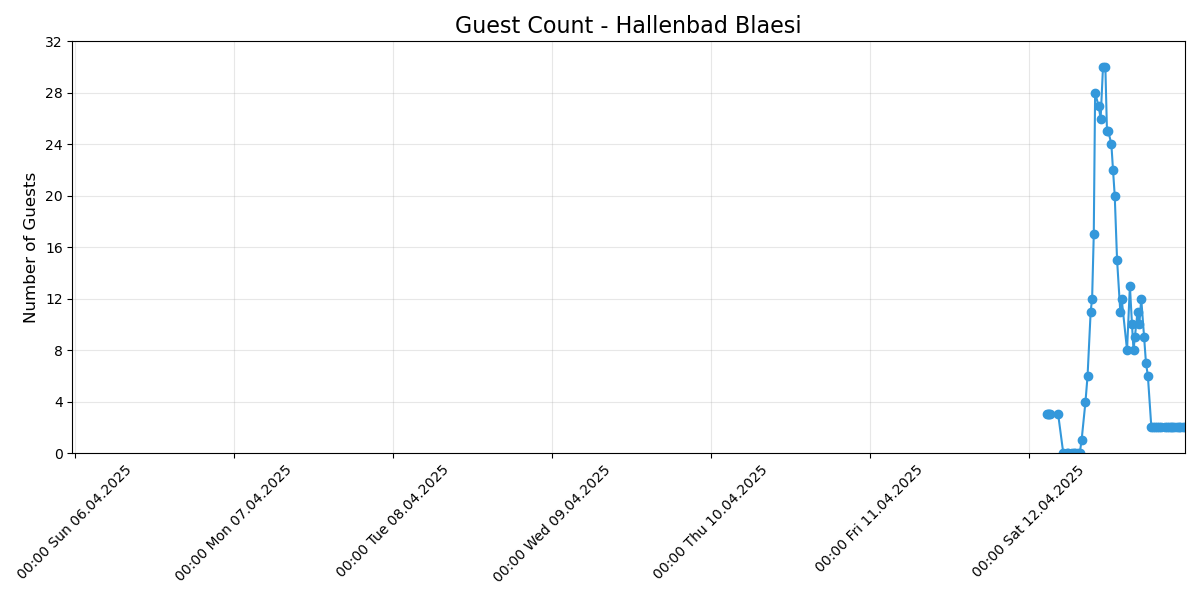 Guest Count - Hallenbad Blaesi
Number of Guests
32
28
24
20
16
12
8
4
0
00:00 Sun 06.04.2025
00:00 Mon 07.04.2025
00:00 Tue 08.04.2025
00:00 Wed 09.04.2025
00:00 Thu 10.04.2025
00:00 Fri 11.04.2025
00:00 Sat 12.04.2025